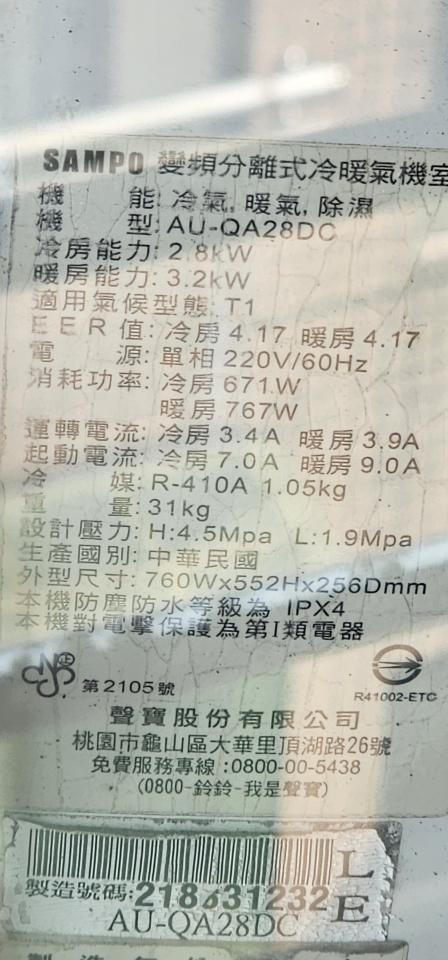 SAMPO 變頻分離式冷暖氣機室
機 能: 冷氣, 暖氣, 除濕
機 型: AU-QA28DC
冷房能力: 2.8kW
暖房能力: 3.2kW
適用氣候型態: T1
EER值: 冷房 4.17 暖房 4.17
電 源: 單相 220V/60Hz
消耗功率: 冷房 671W
暖房 767W
運轉電流: 冷房 3.4A 暖房 3.9A
起動電流: 冷房 7.0A 暖房 9.0A
冷 媒: R-410A 1.05kg
重 量: 31kg
設計壓力: H:4.5Mpa L:1.9Mpa
生產國別: 中華民國
外型尺寸: 760Wx552Hx256Dmm
本機防塵防水等級為 IPX4
本機對電擊保護為第I類電器
第2105號
R41002-ETC
聲寶股份有限公司
桃園市龜山區大華里頂湖路26號
免費服務專線:0800-00-5438
(0800-鈴鈴-我是聲寶)
製造號碼:218631232
AU-QA28DC
LE